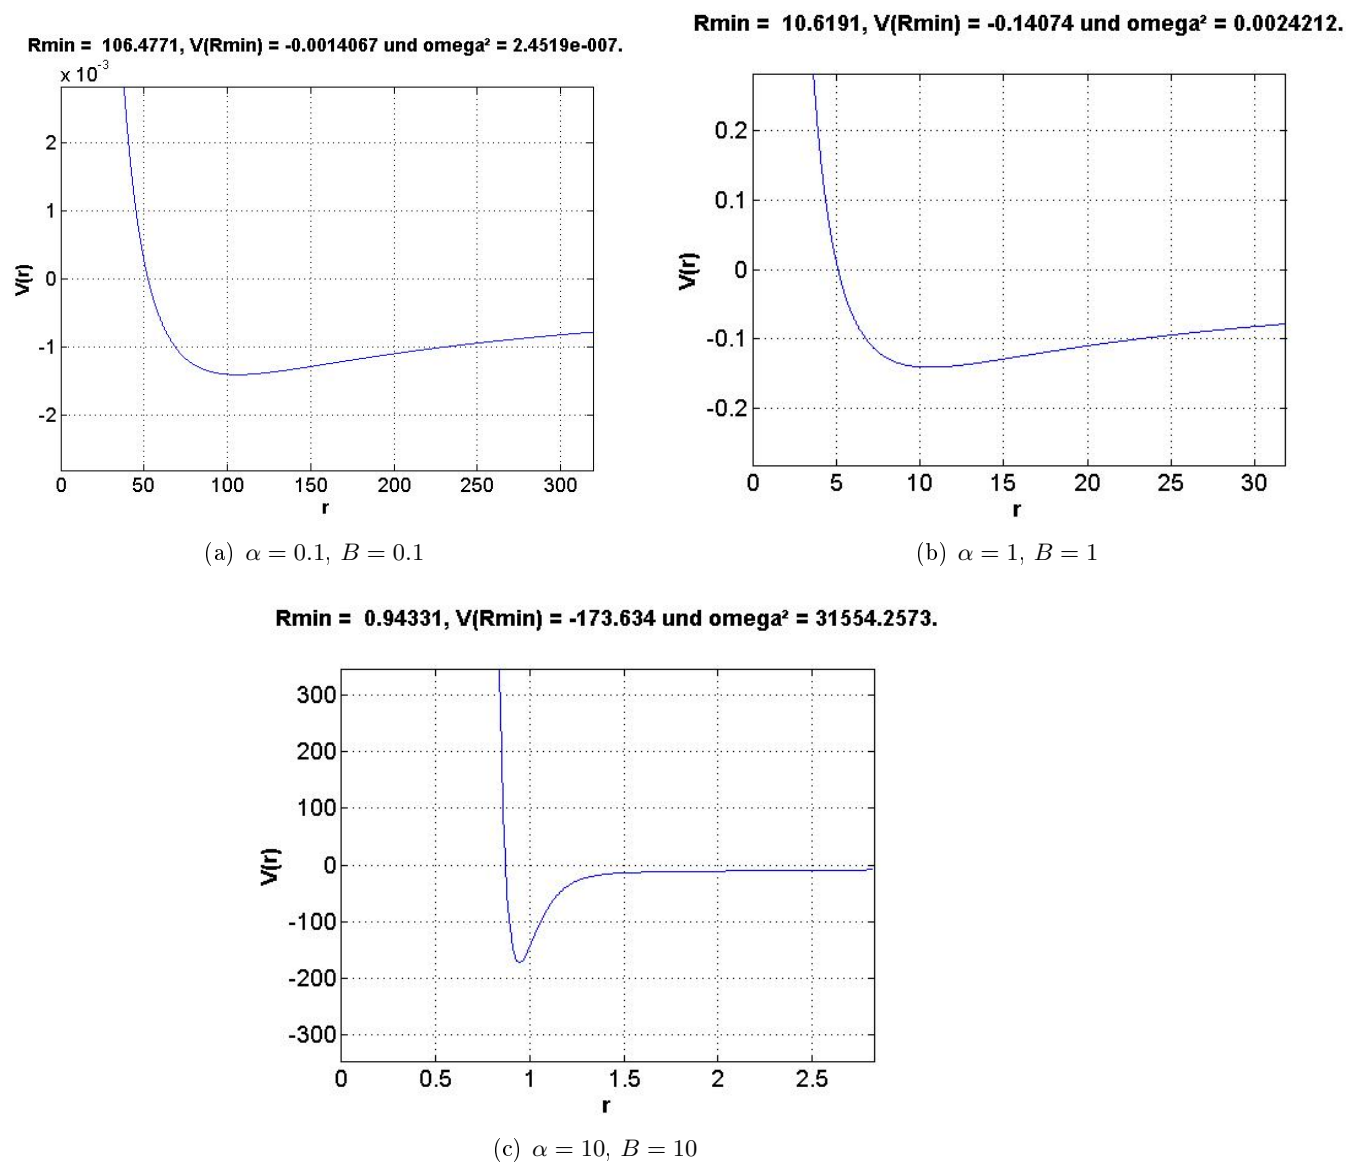 Rmin =  106.4771, V(Rmin) = -0.0014067 und omega² = 2.4519e-007.
x 10-3
2
1
0
-1
-2
V(r)
0 50 100 150 200 250 300
r
(a) α = 0.1, B = 0.1
Rmin =  10.6191, V(Rmin) = -0.14074 und omega² = 0.0024212.
0.2
0.1
0
-0.1
-0.2
V(r)
0 5 10 15 20 25 30
r
(b) α = 1, B = 1
Rmin =  0.94331, V(Rmin) = -173.634 und omega² = 31554.2573.
300
200
100
0
-100
-200
-300
V(r)
0 0.5 1 1.5 2 2.5
r
(c) α = 10, B = 10